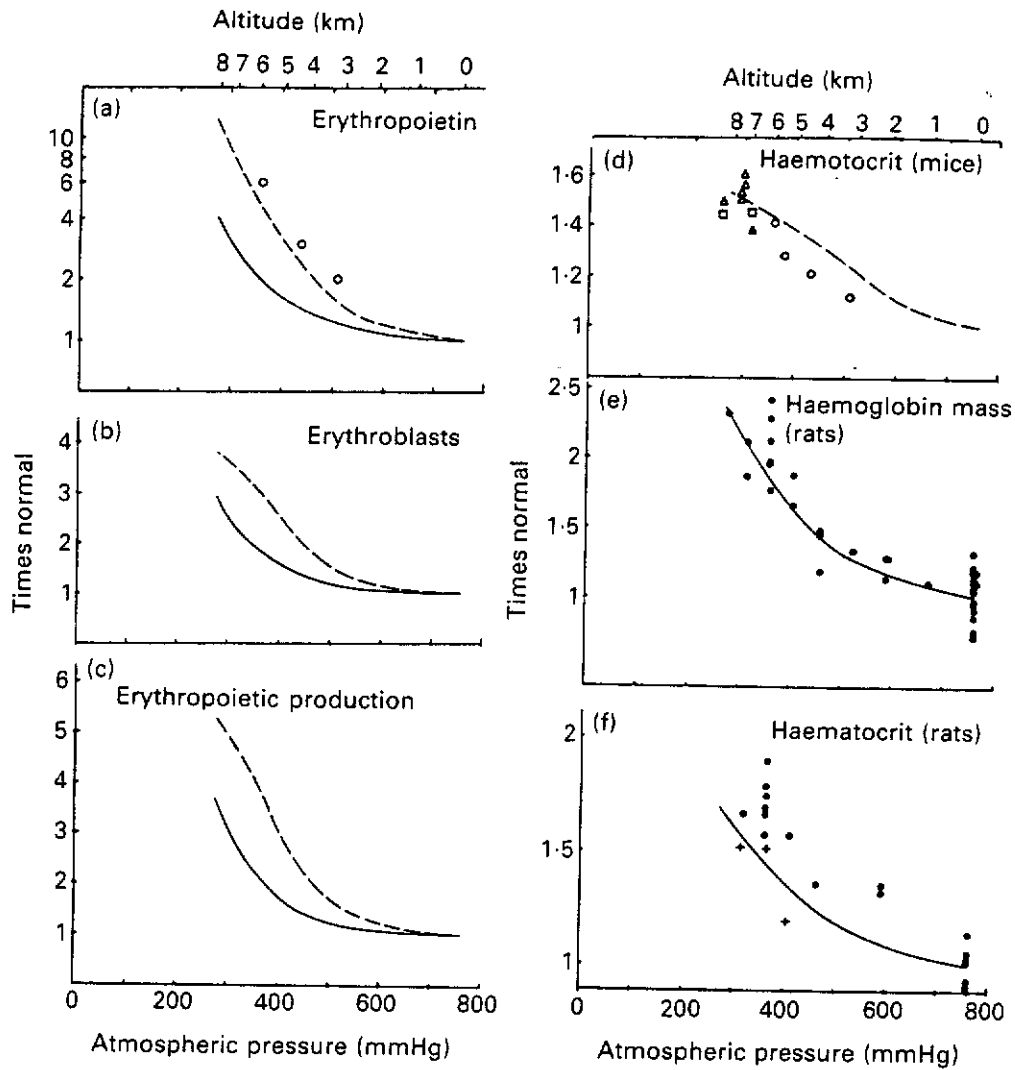 Altitude (km)
8 7 6 5 4 3 2 1 0
(a)
Erythropoietin
10
8
6
4
2
1
(b)
Erythroblasts
4
3
2
1
Times normal
(c)
Erythropoietic production
6
5
4
3
2
1
0 200 400 600 800
Atmospheric pressure (mmHg)
Altitude (km)
8 7 6 5 4 3 2 1 0
(d)
Haemotocrit (mice)
1·6
1·4
1·2
1
2·5
(e)
Haemoglobin mass
(rats)
2
1·5
1
Times normal
(f)
Haematocrit (rats)
2
1·5
1
0 200 400 600 800
Atmospheric pressure (mmHg)